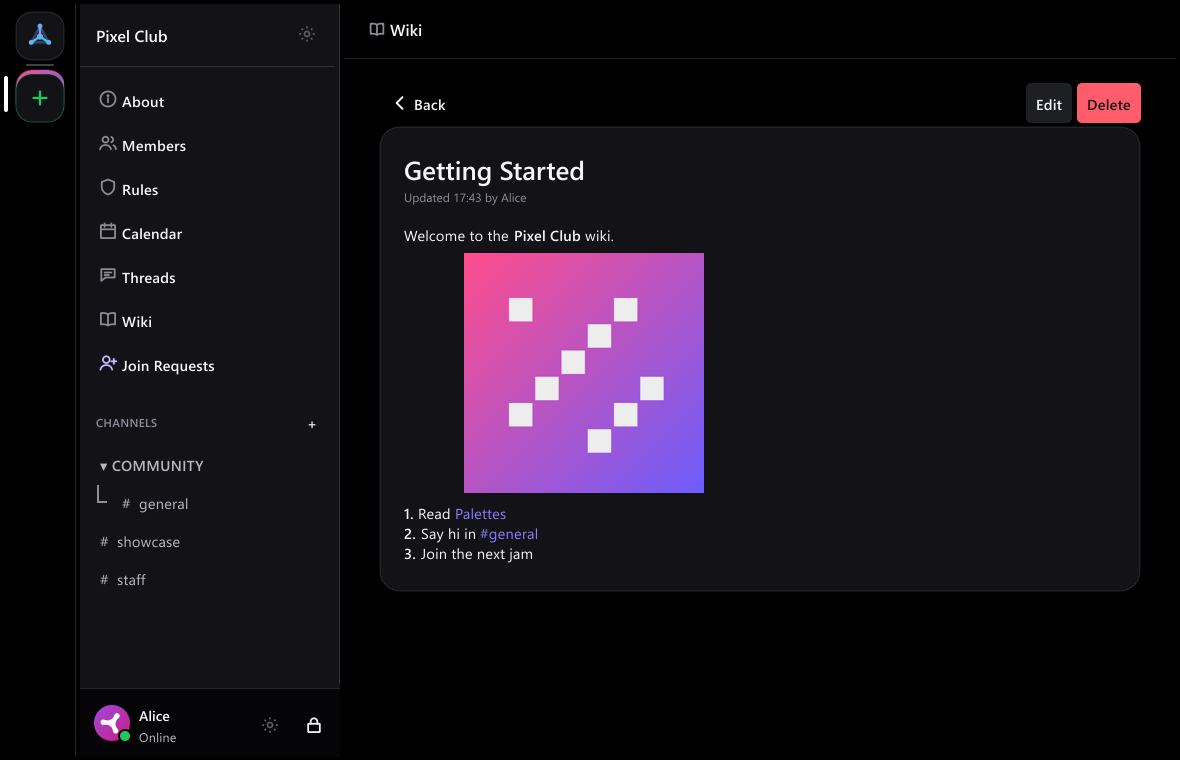 Pixel Club
Wiki
About
Members
Rules
Calendar
Threads
Wiki
Join Requests
CHANNELS
+
▾ COMMUNITY
# general
# showcase
# staff
Alice
Online
Back
Edit
Delete
Getting Started
Updated 17:43 by Alice
Welcome to the Pixel Club wiki.
1. Read Palettes
2. Say hi in #general
3. Join the next jam